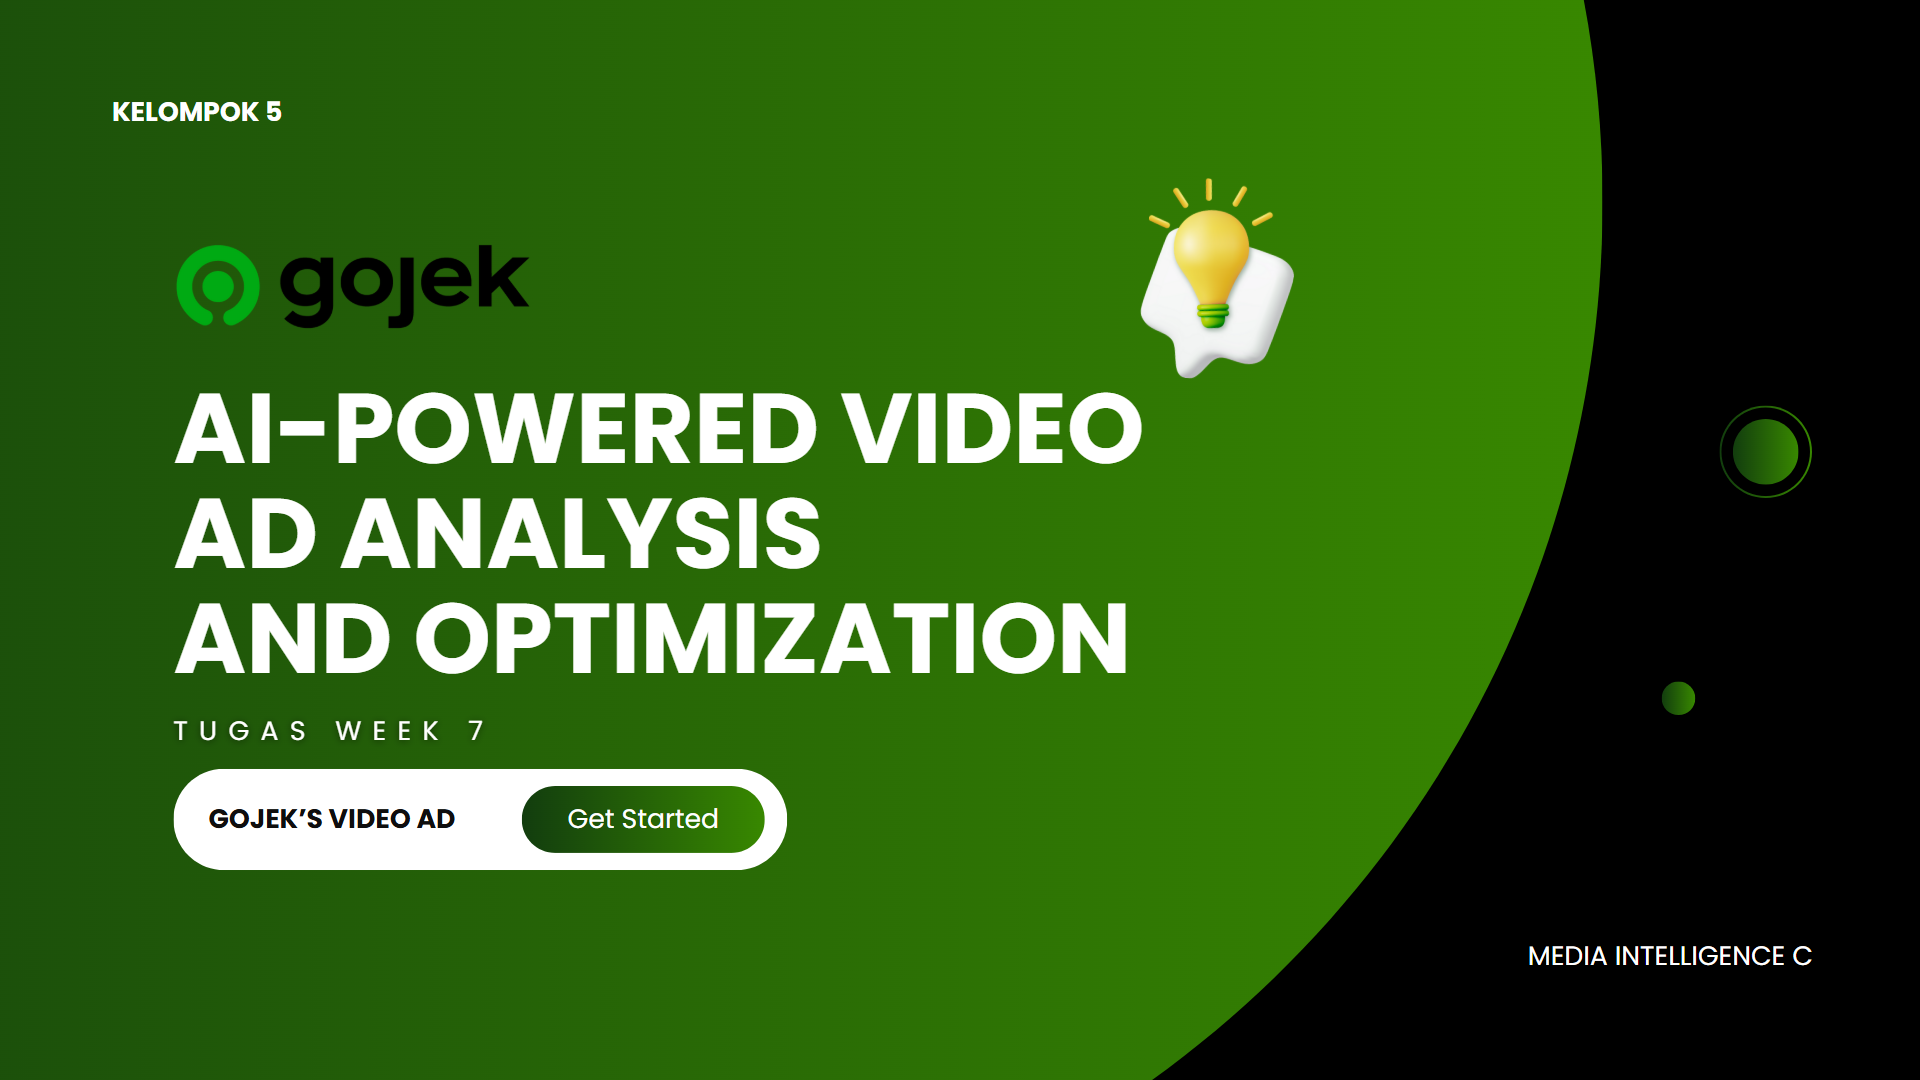 KELOMPOK 5
gojek
AI-POWERED VIDEO
AD ANALYSIS
AND OPTIMIZATION
TUGAS WEEK 7
GOJEK’S VIDEO AD
Get Started
MEDIA INTELLIGENCE C